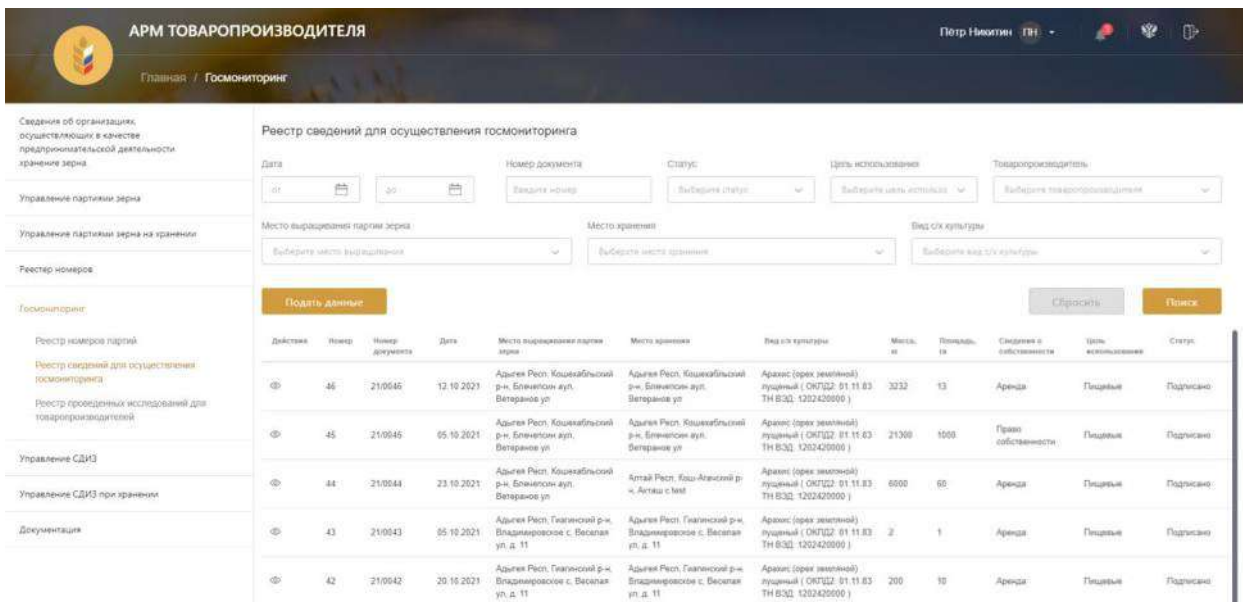 АРМ ТОВАРОПРОИЗВОДИТЕЛЯ
Пётр Никитин ПН
Главная / Госмониторинг
Сведения об организациях,
осуществляющих в качестве
предпринимательской деятельности
хранение зерна
Управление партиями зерна
Управление партиями зерна на хранении
Реестер номеров
Госмониторинг
Реестр номеров партий
Реестр сведений для осуществления
госмониторинга
Реестр проведенных исследований для
товаропроизводителей
Управление СДИЗ
Управление СДИЗ при хранении
Документация
Реестр сведений для осуществления госмониторинга
Дата Номер документа Статус Цель использования Товаропроизводитель
от до Введите номер Выберите статус Выберите цель использо Выберите товаропроизводителя
Место выращивания партии зерна Место хранения Вид с/х культуры
Выберите место выращивания Выберите место хранения Выберите вид с/х культуры
Подать данные Сбросить Поиск
Действия Номер Номер Дата Место выращивания партии Место хранения Вид с/х культуры Масса, Площадь, Сведения о Цель Статус
документа зерна кг га собственности использования
Адыгея Респ, Кошехабльский Адыгея Респ, Кошехабльский Арахис (орех земляной)
46 21/0046 12.10.2021 р-н, Блечепсин аул, р-н, Блечепсин аул, лущеный ( ОКПД2: 01.11.83 3232 13 Аренда Пищевые Подписано
Ветеранов ул Ветеранов ул ТН ВЭД: 1202420000 )
Адыгея Респ, Кошехабльский Адыгея Респ, Кошехабльский Арахис (орех земляной)
45 21/0045 05.10.2021 р-н, Блечепсин аул, р-н, Блечепсин аул, лущеный ( ОКПД2: 01.11.83 21300 1000 Право собственности Пищевые Подписано
Ветеранов ул Ветеранов ул ТН ВЭД: 1202420000 )
Адыгея Респ, Кошехабльский Алтай Респ, Кош-Агачский р- Арахис (орех земляной)
44 21/0044 23.10.2021 р-н, Блечепсин аул, н, Акташ с test лущеный ( ОКПД2: 01.11.83 6000 60 Аренда Пищевые Подписано
Ветеранов ул ТН ВЭД: 1202420000 )
Адыгея Респ, Гиагинский р-н, Адыгея Респ, Гиагинский р-н, Арахис (орех земляной)
43 21/0043 05.10.2021 Владимировское с, Веселая Владимировское с, Веселая лущеный ( ОКПД2: 01.11.83 2 1 Аренда Пищевые Подписано
ул, д. 11 ул, д. 11 ТН ВЭД: 1202420000 )
Адыгея Респ, Гиагинский р-н, Адыгея Респ, Гиагинский р-н, Арахис (орех земляной)
42 21/0042 20.10.2021 Владимировское с, Веселая Владимировское с, Веселая лущеный ( ОКПД2: 01.11.83 200 10 Аренда Пищевые Подписано
ул, д. 11 ул, д. 11 ТН ВЭД: 1202420000 )